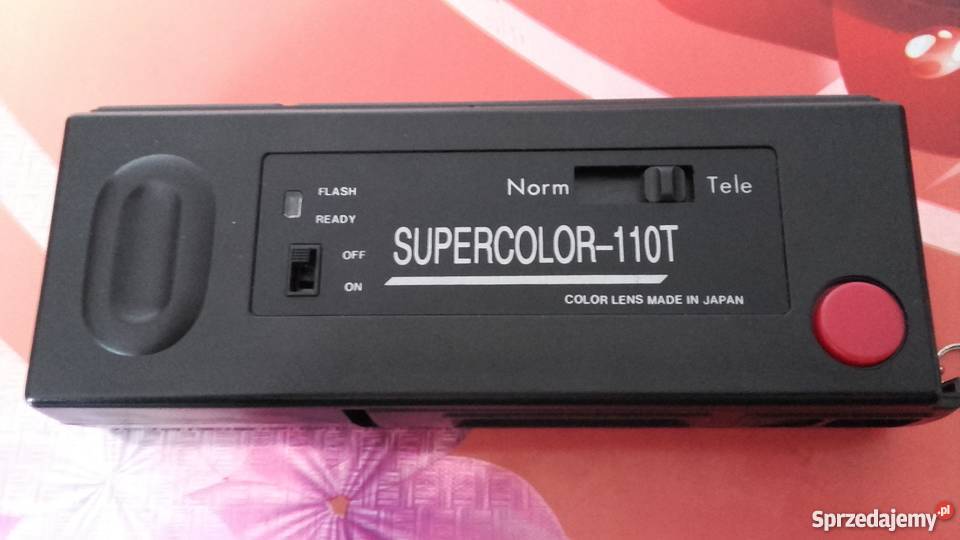 FLASH
READY
OFF
ON
Norm
Tele
SUPERCOLOR-110T
COLOR LENS MADE IN JAPAN
Sprzedajemy.pl